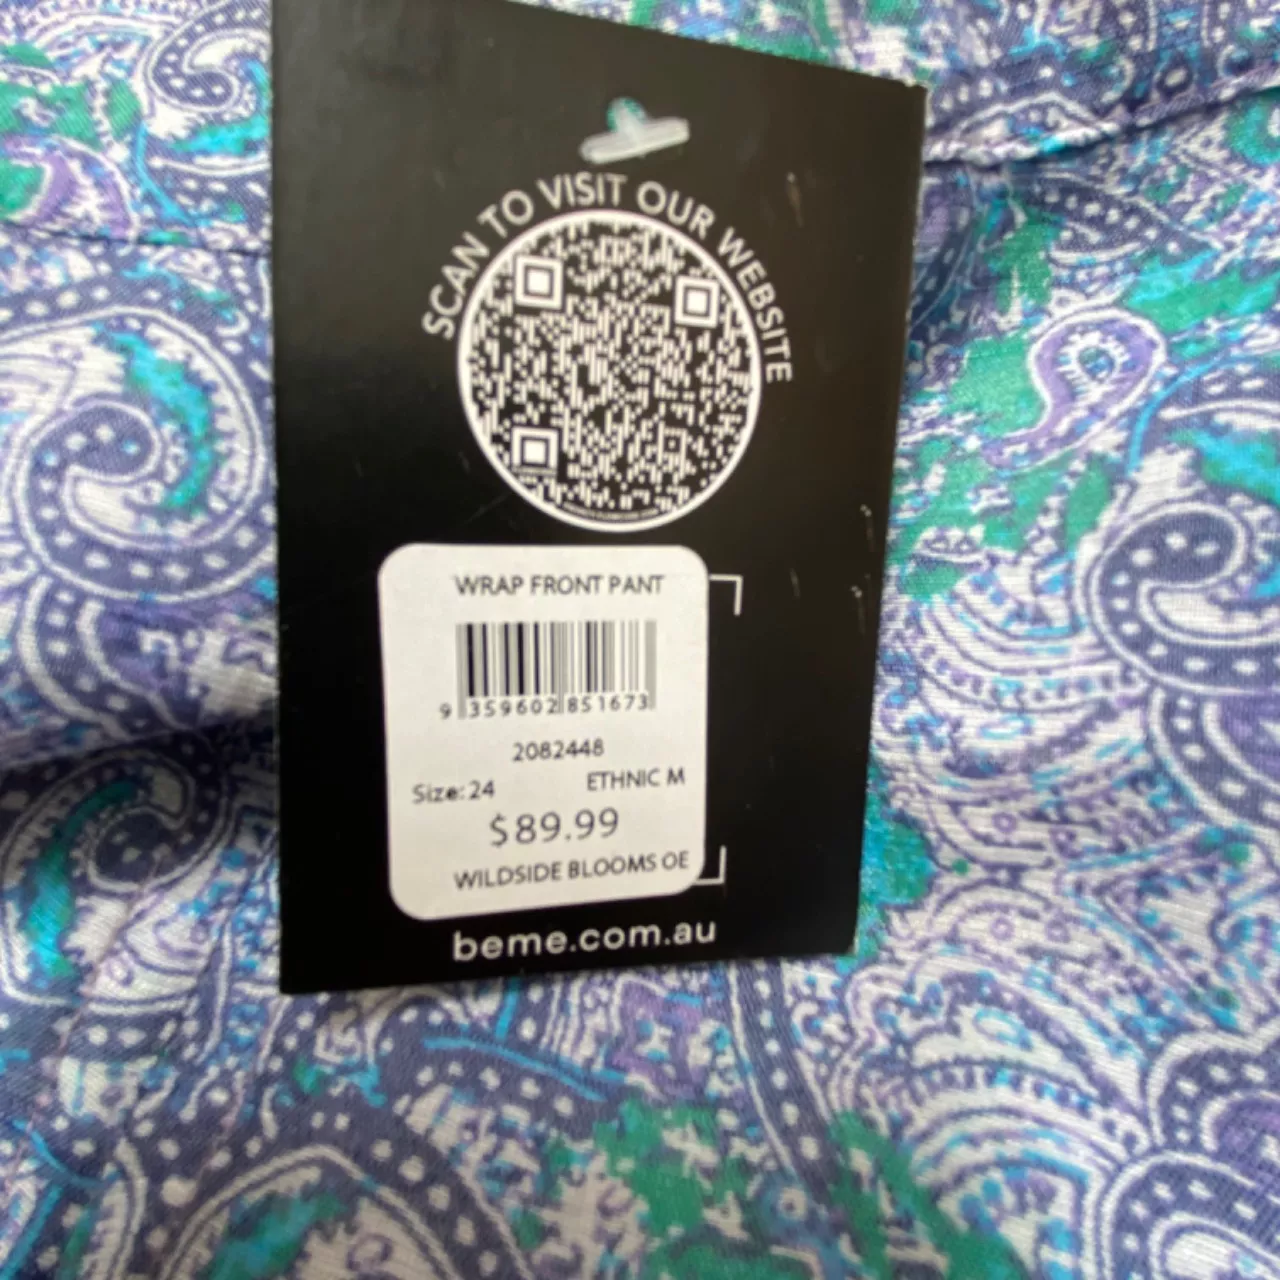 SCAN TO VISIT OUR WEBSITE
WRAP FRONT PANT
9 359602 851673
2082448
Size: 24 ETHNIC M
$89.99
WILDSIDE BLOOMS OE
beme.com.au